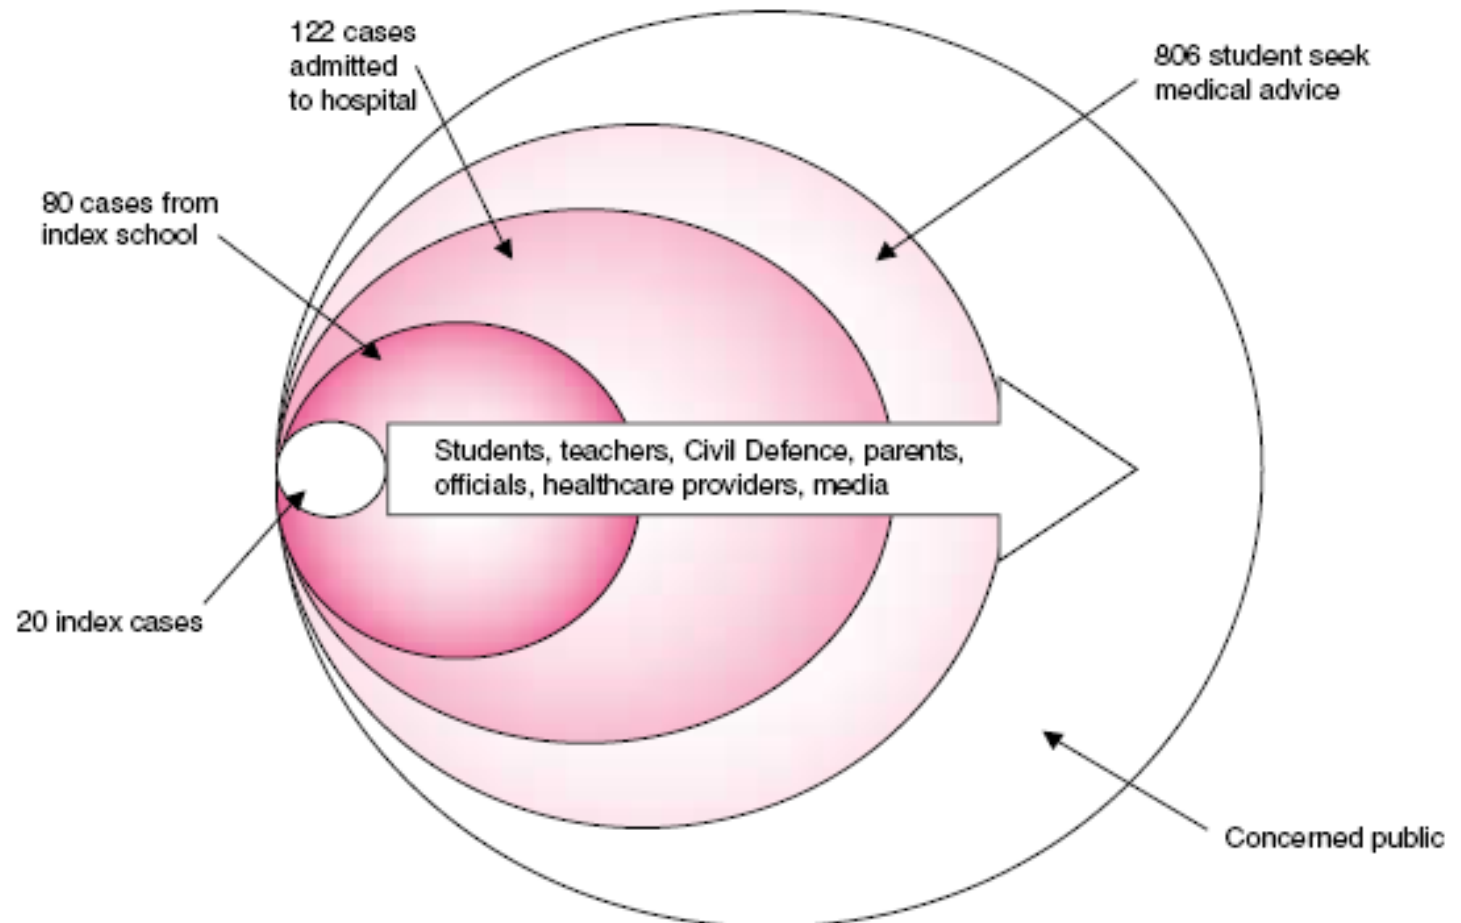 122 cases
admitted
to hospital
806 student seek
medical advice
80 cases from
index school
Students, teachers, Civil Defence, parents,
officials, healthcare providers, media
20 index cases
Concerned public